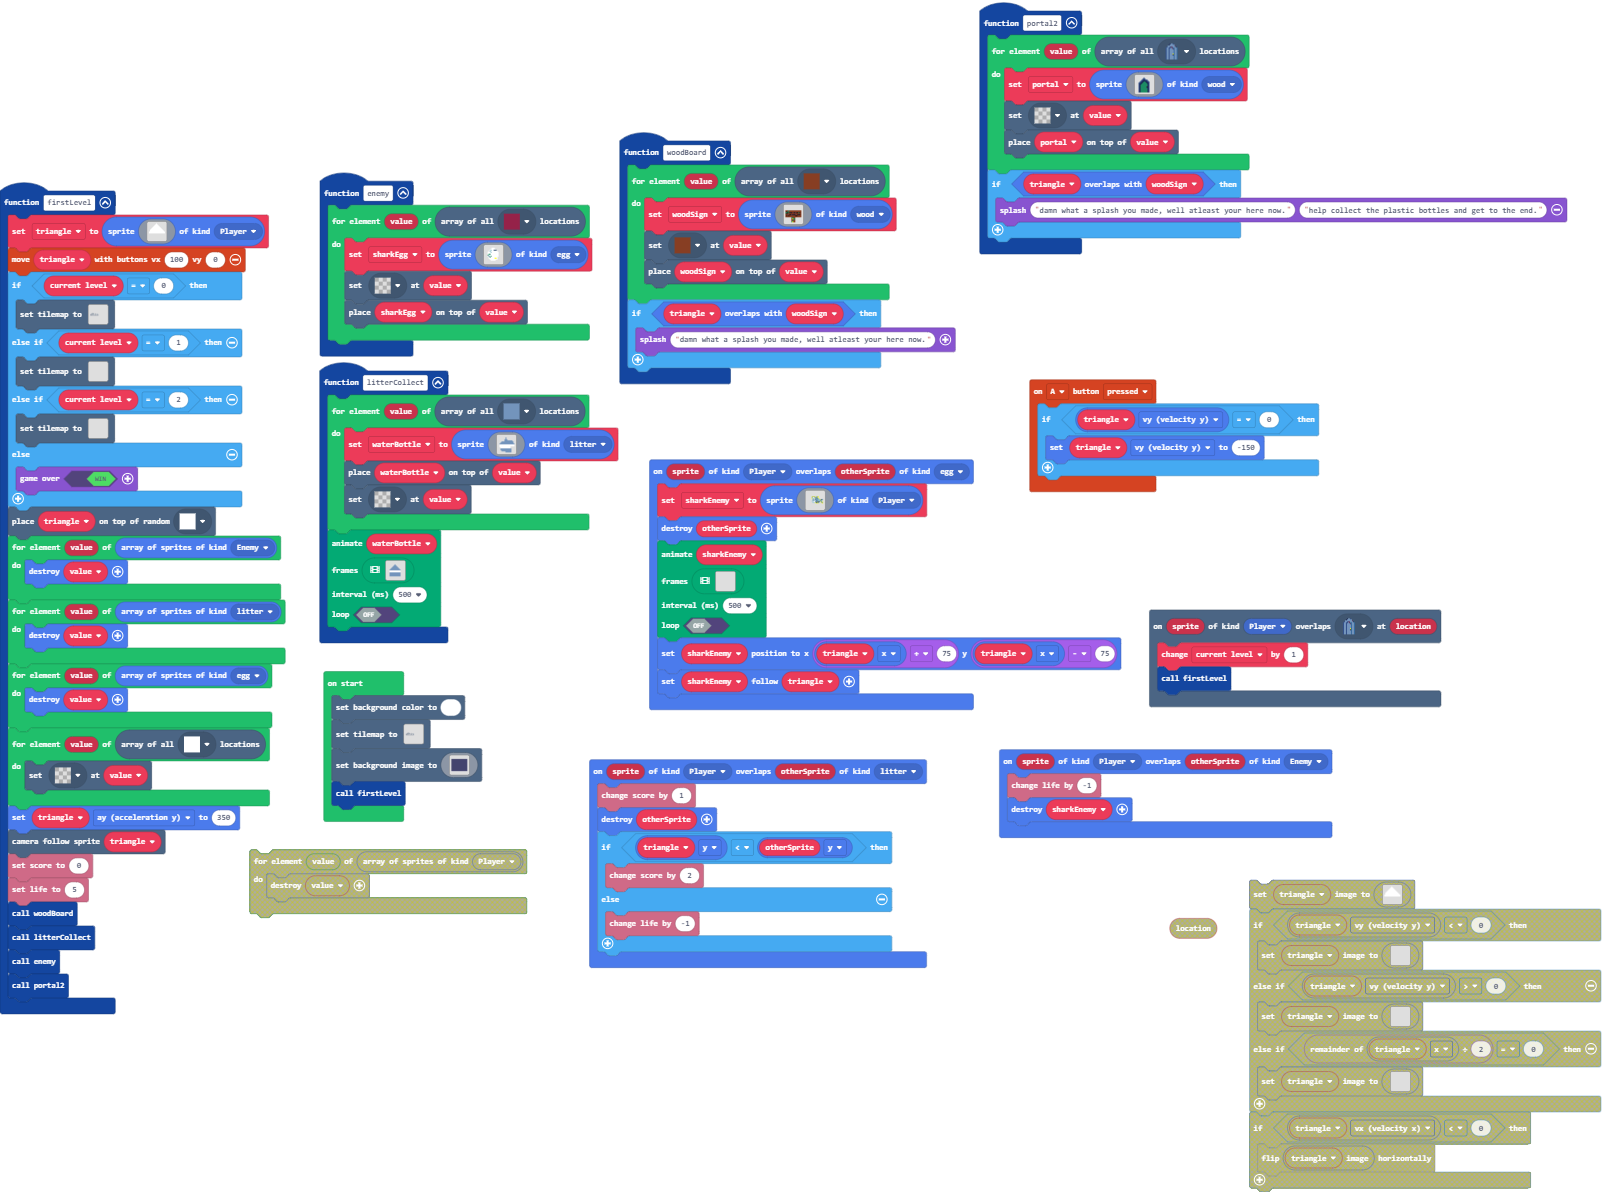 function firstLevel
set triangle to sprite of kind Player
move triangle with buttons vx 100 vy 0
if current level = 0 then
set tilemap to
else if current level = 1 then
set tilemap to
else if current level = 2 then
set tilemap to
else
game over WIN
place triangle on top of random
for element value of array of sprites of kind Enemy
do destroy value
for element value of array of sprites of kind litter
do destroy value
for element value of array of sprites of kind egg
do destroy value
for element value of array of all locations
do set at value
set triangle ay (acceleration y) to 350
camera follow sprite triangle
set score to 0
set life to 5
call woodBoard
call litterCollect
call enemy
call portal2
function enemy
for element value of array of all locations
do
set sharkEgg to sprite of kind egg
set at value
place sharkEgg on top of value
function litterCollect
for element value of array of all locations
do
set waterBottle to sprite of kind litter
place waterBottle on top of value
set at value
animate waterBottle
frames
interval (ms) 500
loop OFF
on start
set background color to
set tilemap to
set background image to
call firstLevel
for element value of array of sprites of kind Player
do destroy value
function woodBoard
for element value of array of all locations
do
set woodSign to sprite of kind wood
set at value
place woodSign on top of value
if triangle overlaps with woodSign then
splash "damn what a splash you made, well atleast your here now."
on sprite of kind Player overlaps otherSprite of kind egg
set sharkEnemy to sprite of kind Player
destroy otherSprite
animate sharkEnemy
frames
interval (ms) 500
loop OFF
set sharkEnemy position to x triangle x + 75 y triangle x - 75
set sharkEnemy follow triangle
on sprite of kind Player overlaps otherSprite of kind litter
change score by 1
destroy otherSprite
if triangle y < otherSprite y then
change score by 2
else
change life by -1
function portal2
for element value of array of all locations
do
set portal to sprite of kind wood
set at value
place portal on top of value
if triangle overlaps with woodSign then
splash "damn what a splash you made, well atleast your here now." "help collect the plastic bottles and get to the end."
on A button pressed
if triangle vy (velocity y) = 0 then
set triangle vy (velocity y) to -150
on sprite of kind Player overlaps at location
change current level by 1
call firstLevel
on sprite of kind Player overlaps otherSprite of kind Enemy
change life by -1
destroy sharkEnemy
location
set triangle image to
if triangle vy (velocity y) < 0 then
set triangle image to
else if triangle vy (velocity y) > 0 then
set triangle image to
else if remainder of triangle x ÷ 2 = 0 then
set triangle image to
if triangle vx (velocity x) < 0 then
flip triangle image horizontally